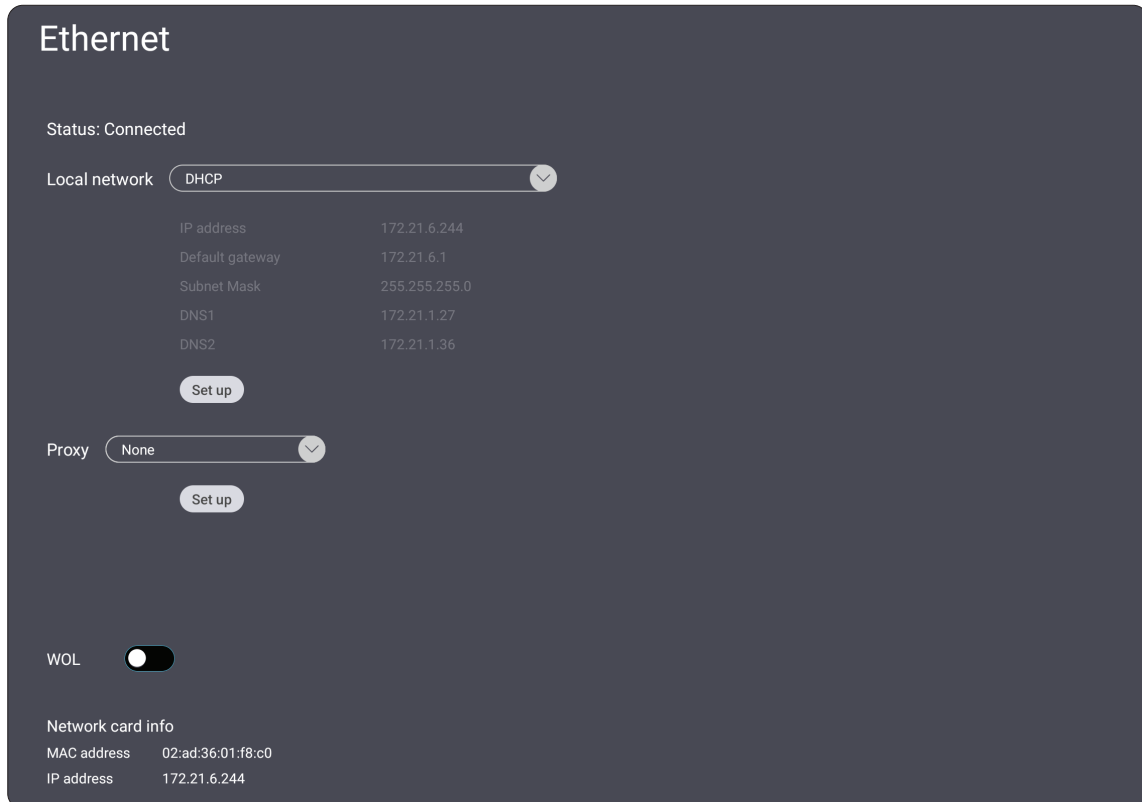 Ethernet
Status: Connected
Local network DHCP
IP address 172.21.6.244
Default gateway 172.21.6.1
Subnet Mask 255.255.255.0
DNS1 172.21.1.27
DNS2 172.21.1.36
Set up
Proxy None
Set up
WOL
Network card info
MAC address 02:ad:36:01:f8:c0
IP address 172.21.6.244